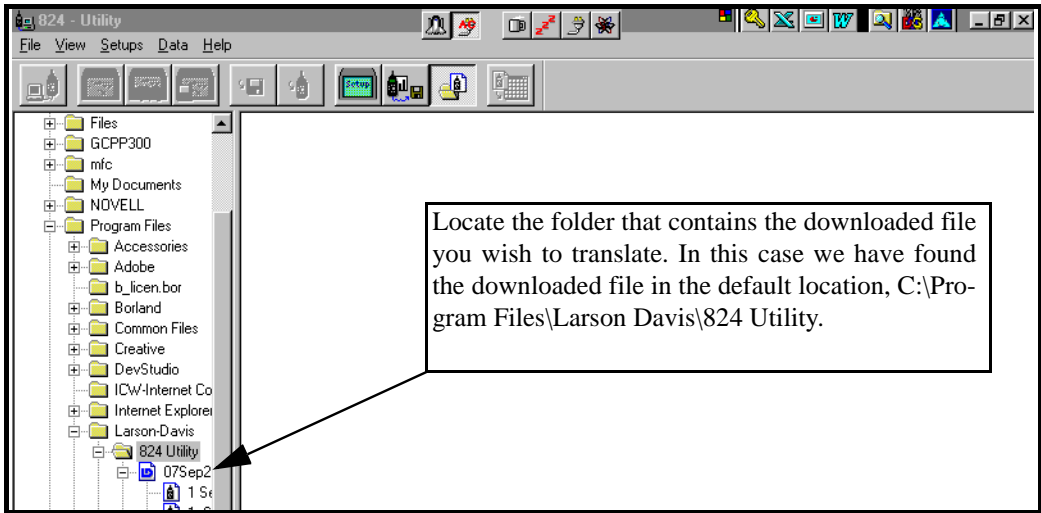 824 - Utility
File View Setups Data Help
Setup
Files
GCPP300
mfc
My Documents
NOVELL
Program Files
Accessories
Adobe
b_licen.bor
Borland
Common Files
Creative
DevStudio
ICW-Internet Co
Internet Explorer
Larson-Davis
824 Utility
07Sep2
1 Se
Locate the folder that contains the downloaded file
you wish to translate. In this case we have found
the downloaded file in the default location, C:\Pro-
gram Files\Larson Davis\824 Utility.